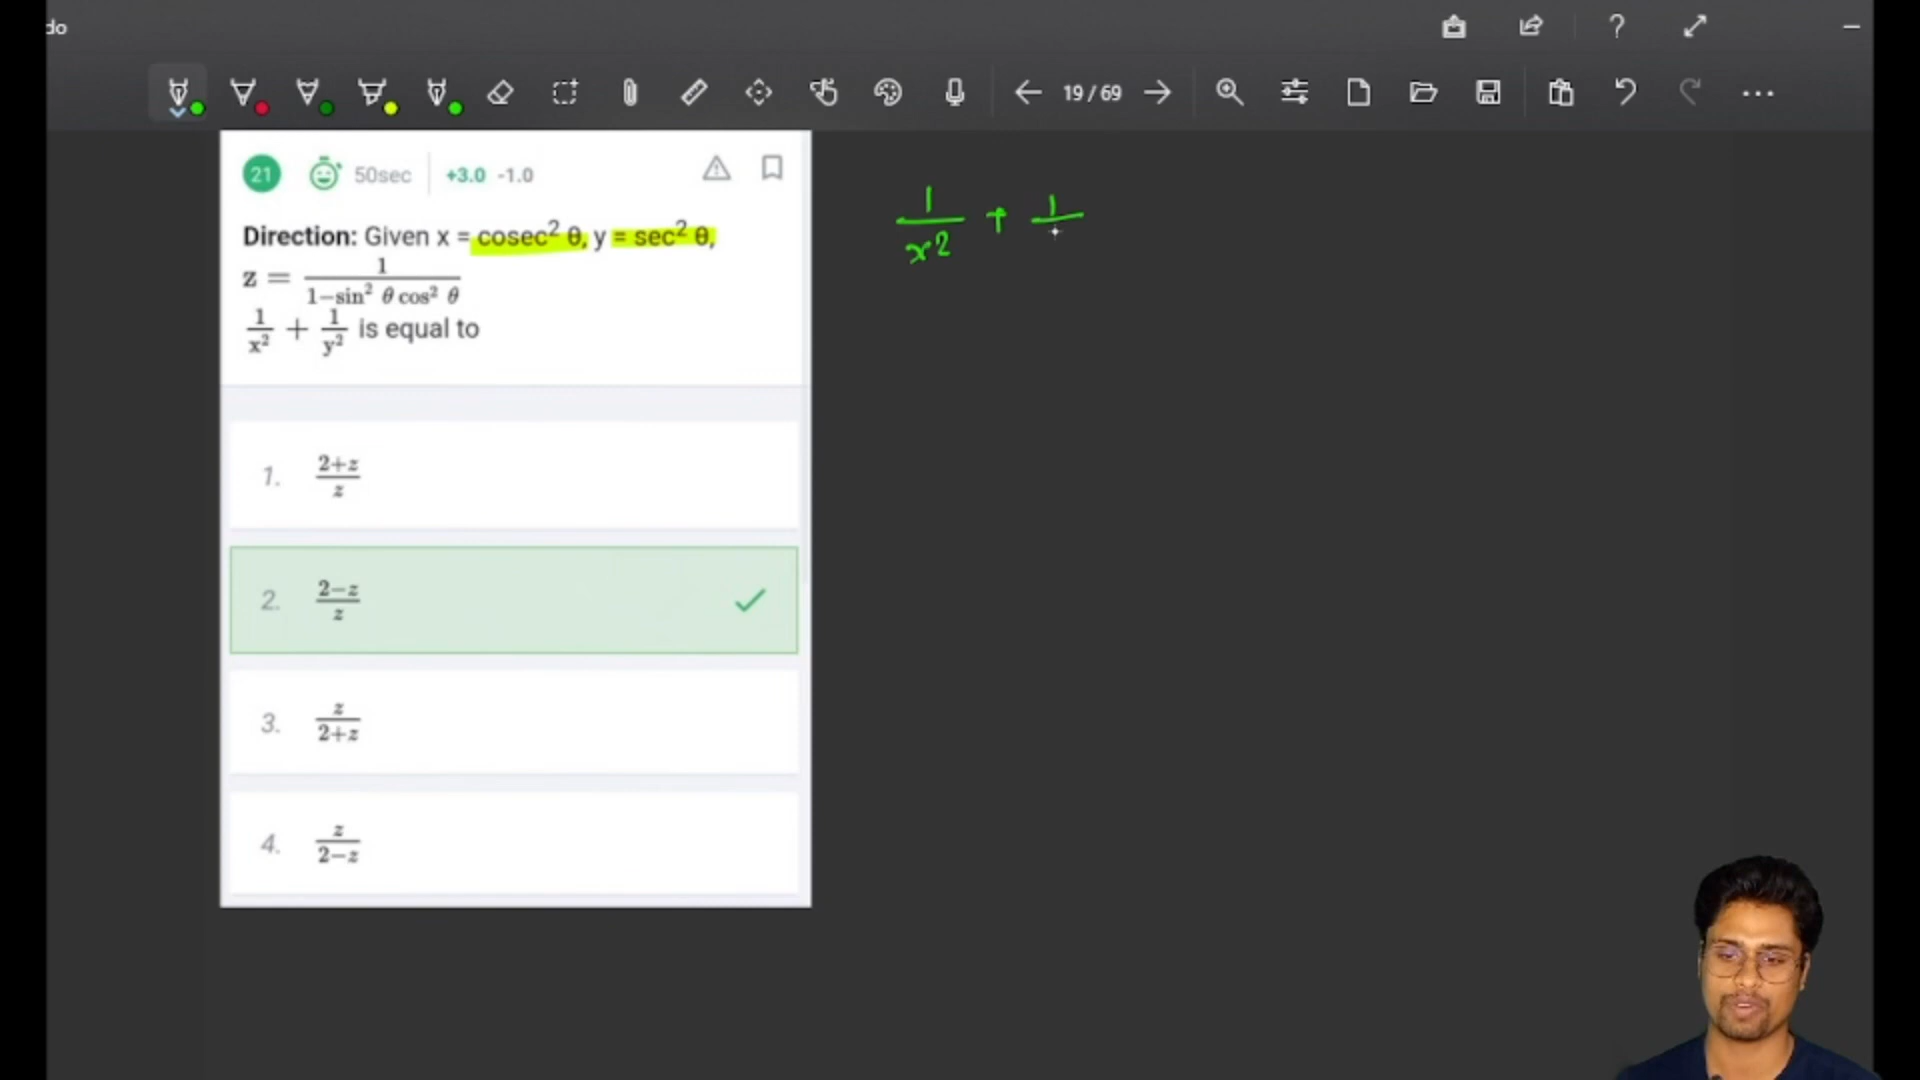 do
19 / 69
21 50sec +3.0 -1.0
Direction: Given x = cosec² θ, y = sec² θ,
z = 1/(1−sin² θ cos² θ)
1/x² + 1/y² is equal to
1. (2+z)/z
2. (2−z)/z
3. z/(2+z)
4. z/(2−z)
1/x² + 1/